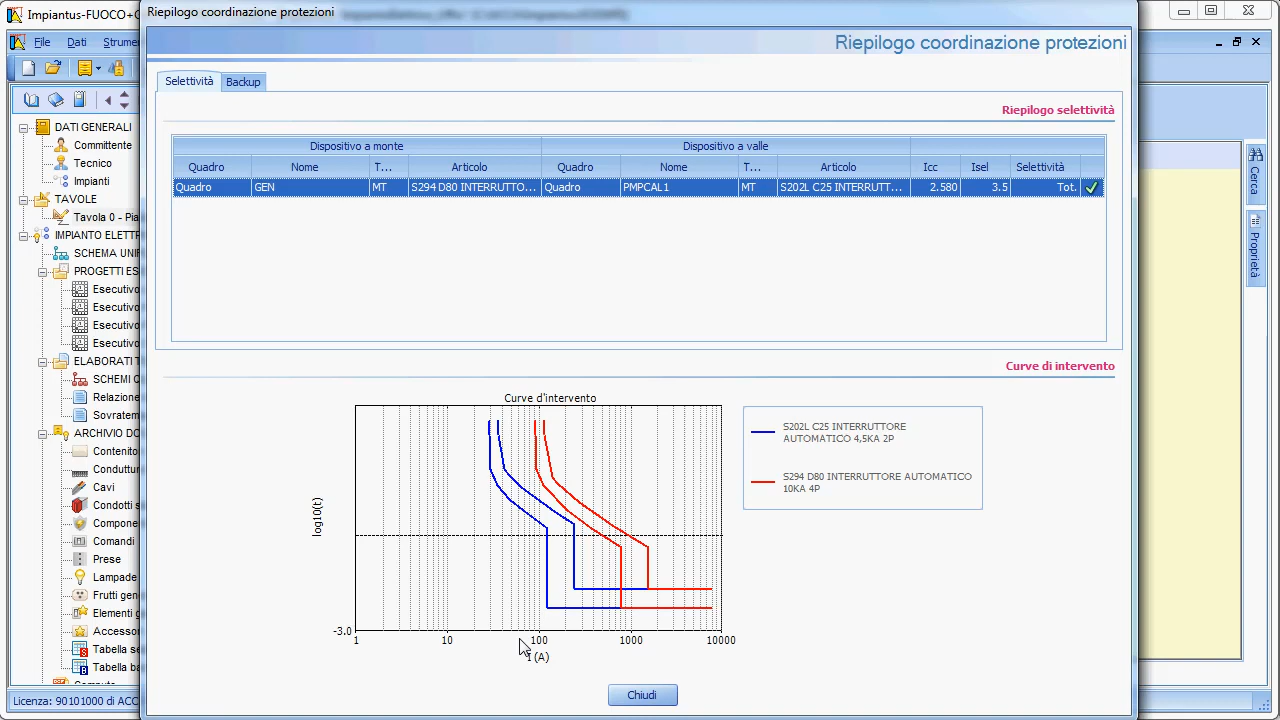 Impiantus-FUOCO+G
Riepilogo coordinazione protezioni
File Dati Strume
Riepilogo coordinazione protezioni
Selettività Backup
Riepilogo selettività
Dispositivo a monte Dispositivo a valle
Quadro Nome T... Articolo Quadro Nome T... Articolo Icc Isel Selettività
Quadro GEN MT S294 D80 INTERRUTTO... Quadro PMPCAL1 MT S202L C25 INTERRUTT... 2.580 3.5 Tot.
DATI GENERALI
Committente
Tecnico
Impianti
TAVOLE
Tavola 0 - Pia
IMPIANTO ELETTR
SCHEMA UNIF
PROGETTI ES
Esecutivo
Esecutivo
Esecutivo
Esecutivo
ELABORATI T
SCHEMI C
Relazione
Sovratem
ARCHIVIO DO
Contenito
Conduttu
Cavi
Condotti s
Compone
Comandi
Prese
Lampade
Frutti gene
Elementi g
Accessor
Tabella se
Tabella ba
Cerca
Proprietà
Curve di intervento
Curve d'intervento
log10(t)
-3.0
1 10 100 1000 10000
I (A)
S202L C25 INTERRUTTORE
AUTOMATICO 4,5KA 2P
S294 D80 INTERRUTTORE AUTOMATICO
10KA 4P
Chiudi
Licenza: 90101000 di ACC